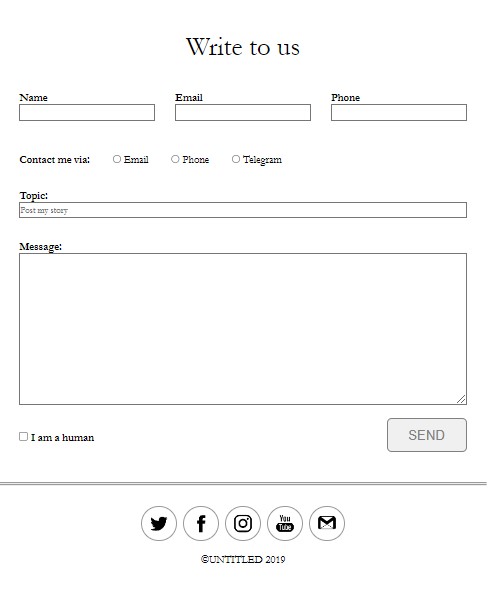 Write to us
Name Email Phone
Contact me via: Email Phone Telegram
Topic:
Post my story
Message:
I am a human SEND
You
Tube
©UNTITLED 2019